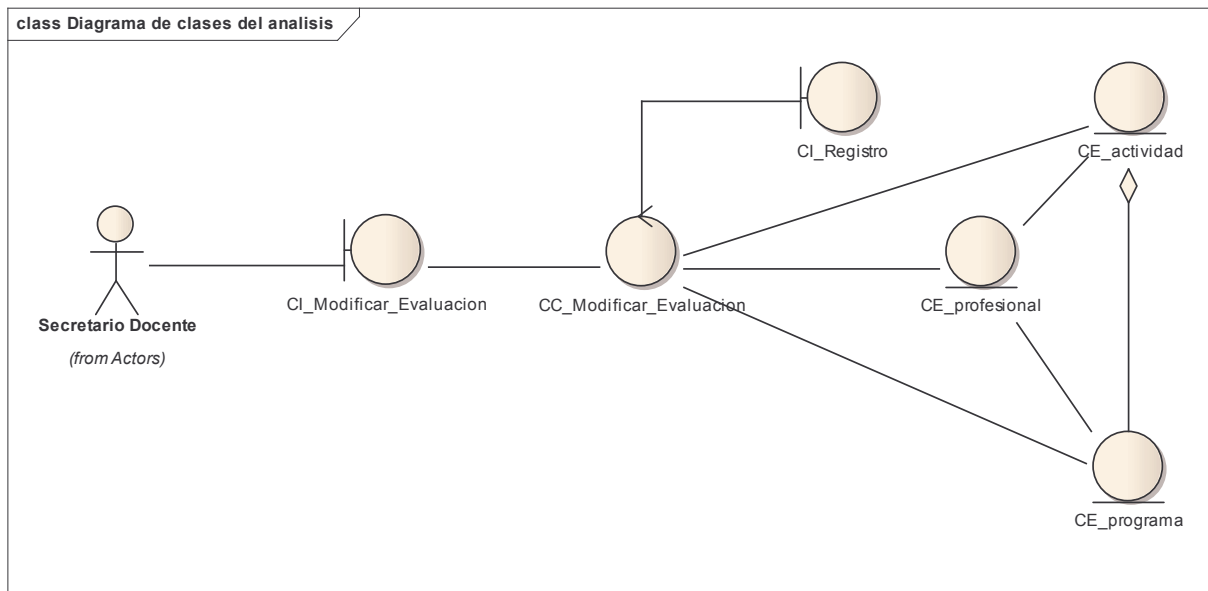 class Diagrama de clases del analisis
CI_Registro
CE_actividad
CI_Modificar_Evaluacion
CC_Modificar_Evaluacion
CE_profesional
Secretario Docente
(from Actors)
CE_programa